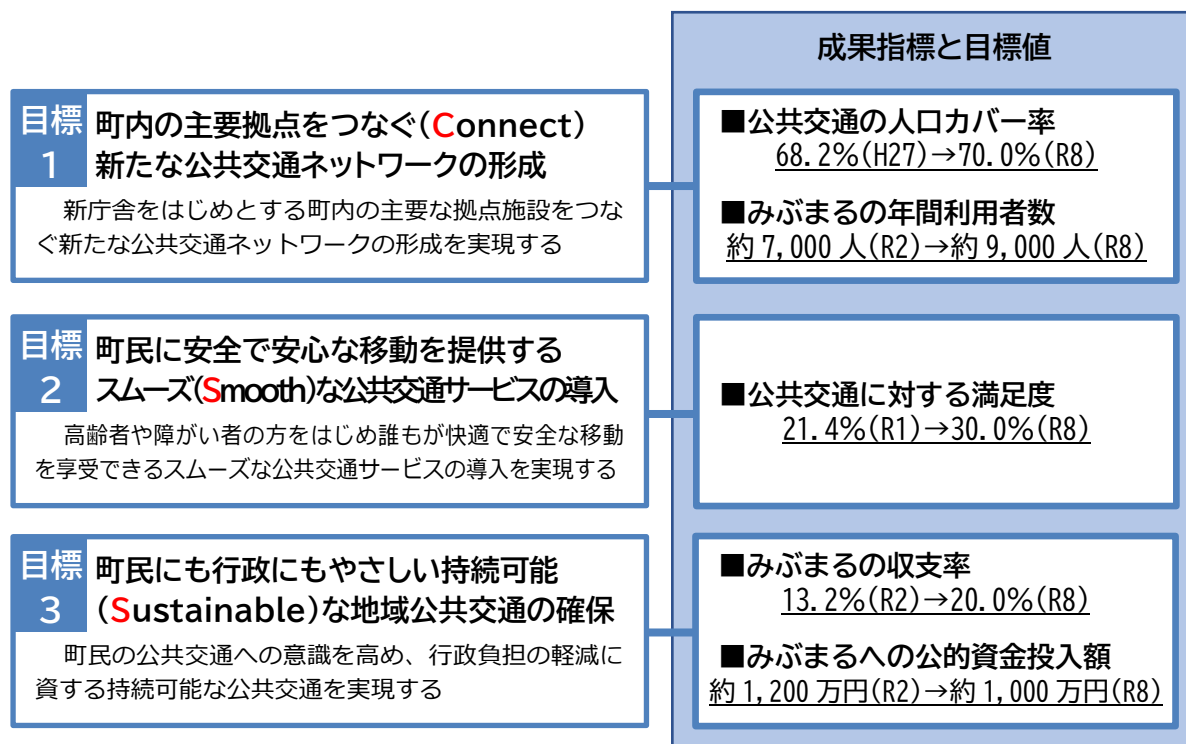 成果指標と目標値
目標
1
町内の主要拠点をつなぐ(Connect)
新たな公共交通ネットワークの形成
新庁舎をはじめとする町内の主要な拠点施設をつな
ぐ新たな公共交通ネットワークの形成を実現する
■公共交通の人口カバー率
68.2%(H27)→70.0%(R8)
■みぶまるの年間利用者数
約7,000人(R2)→約9,000人(R8)
目標
2
町民に安全で安心な移動を提供する
スムーズ(Smooth)な公共交通サービスの導入
高齢者や障がい者の方をはじめ誰もが快適で安全な移動
を享受できるスムーズな公共交通サービスの導入を実現する
■公共交通に対する満足度
21.4%(R1)→30.0%(R8)
目標
3
町民にも行政にもやさしい持続可能
(Sustainable)な地域公共交通の確保
町民の公共交通への意識を高め、行政負担の軽減に
資する持続可能な公共交通を実現する
■みぶまるの収支率
13.2%(R2)→20.0%(R8)
■みぶまるへの公的資金投入額
約1,200万円(R2)→約1,000万円(R8)